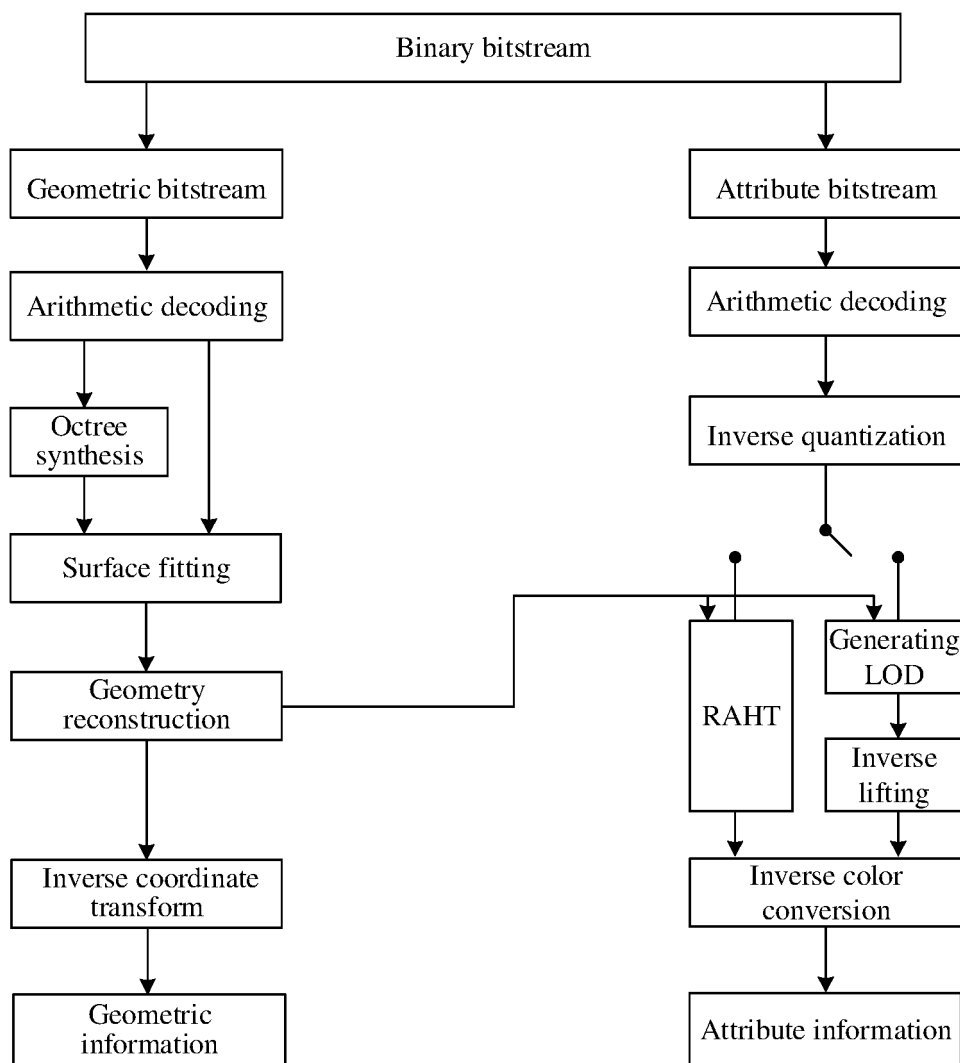 Binary bitstream
Geometric bitstream
Attribute bitstream
Arithmetic decoding
Arithmetic decoding
Octree
synthesis
Inverse quantization
Surface fitting
Geometry
reconstruction
RAHT
Generating
LOD
Inverse
lifting
Inverse coordinate
transform
Inverse color
conversion
Geometric
information
Attribute information